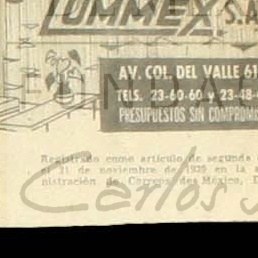 LUMMEX S.A
AV. COL. DEL VALLE 61
TELS. 23-60-60 y 23-48-
PRESUPUESTOS SIN COMPROMI
Registrado como artículo de segunda
el 21 de noviembre de 1929 en la a
nistración de Correos de México, D
Carlos